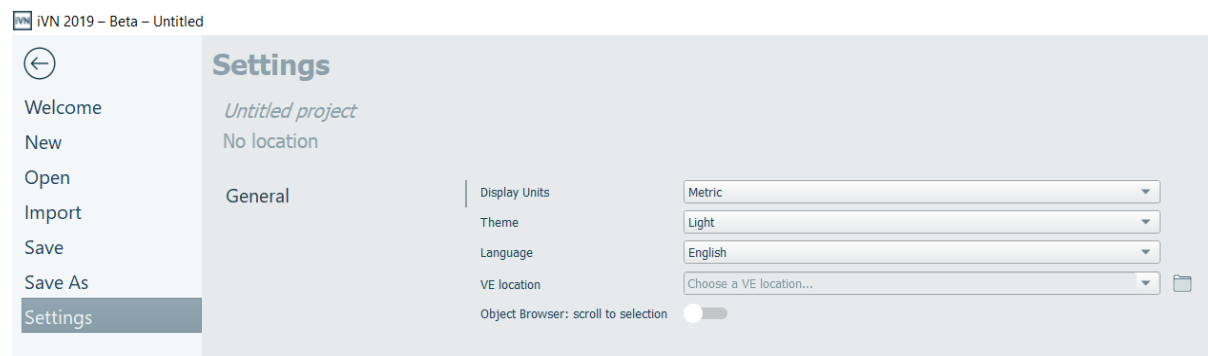 iVN iVN 2019 – Beta – Untitled
Welcome
New
Open
Import
Save
Save As
Settings
Settings
Untitled project
No location
General
Display Units Metric
Theme Light
Language English
VE location Choose a VE location...
Object Browser: scroll to selection